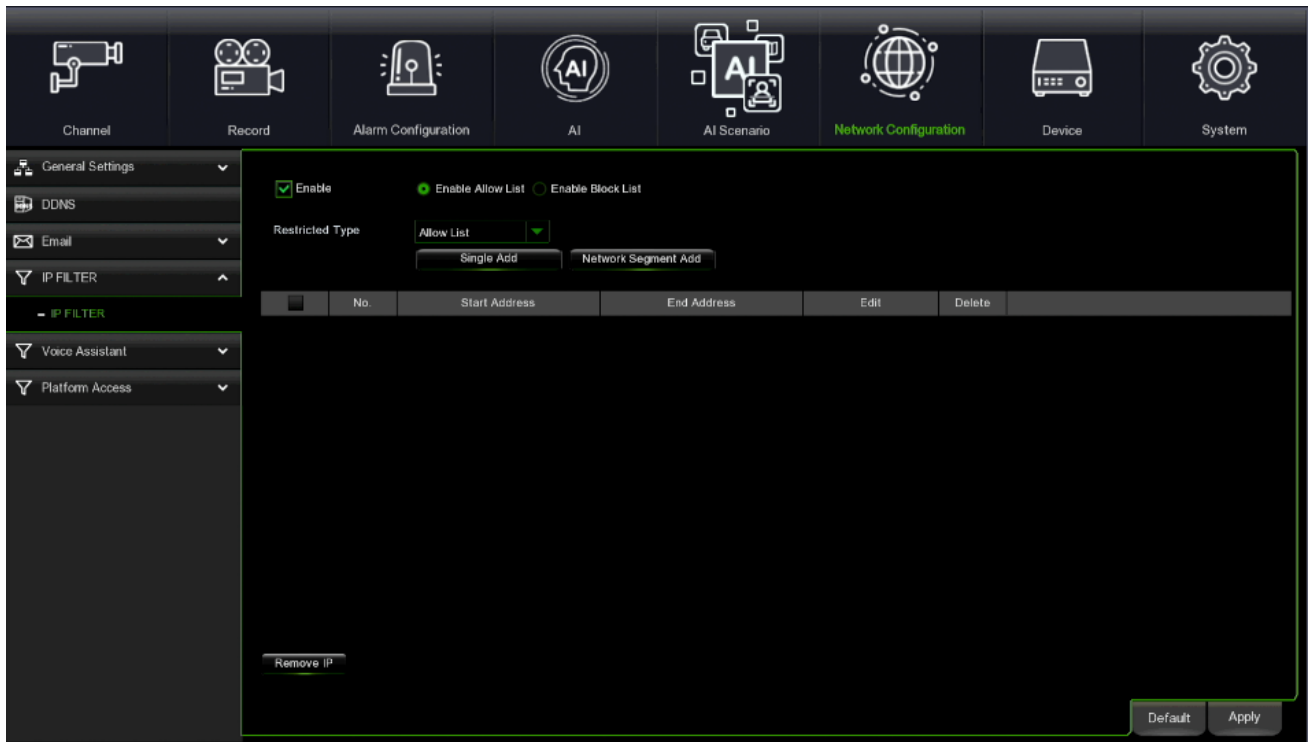 Channel Record Alarm Configuration AI AI Scenario Network Configuration Device System
General Settings
DDNS
Email
IP FILTER
IP FILTER
Voice Assistant
Platform Access
Enable Enable Allow List Enable Block List
Restricted Type Allow List
Single Add Network Segment Add
No. Start Address End Address Edit Delete
Remove IP
Default Apply